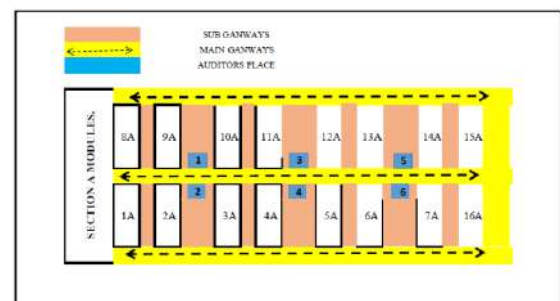 SUB GANWAYS
MAIN GANWAYS
AUDITORS PLACE
SECTION A MODULES.
8A 9A 10A 11A 12A 13A 14A 15A
1 3 5
2 4 6
1A 2A 3A 4A 5A 6A 7A 16A